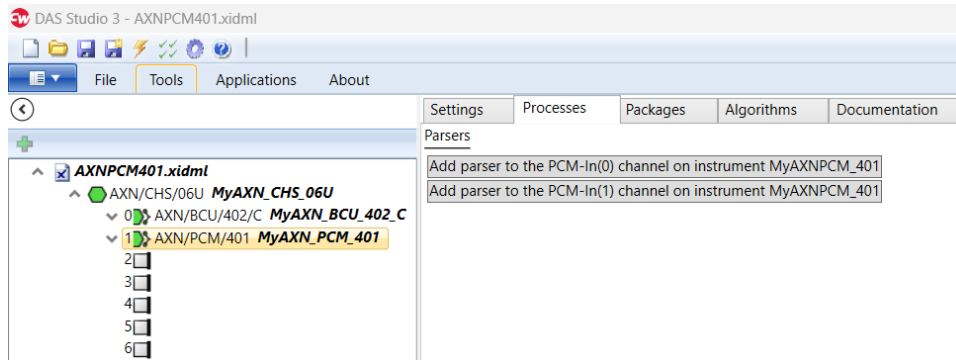 DAS Studio 3 - AXNPCM401.xidml
File Tools Applications About
Settings Processes Packages Algorithms Documentation
Parsers
Add parser to the PCM-In(0) channel on instrument MyAXNPCM_401
Add parser to the PCM-In(1) channel on instrument MyAXNPCM_401
AXNPCM401.xidml
AXN/CHS/06U MyAXN_CHS_06U
0 AXN/BCU/402/C MyAXN_BCU_402_C
1 AXN/PCM/401 MyAXN_PCM_401
2
3
4
5
6